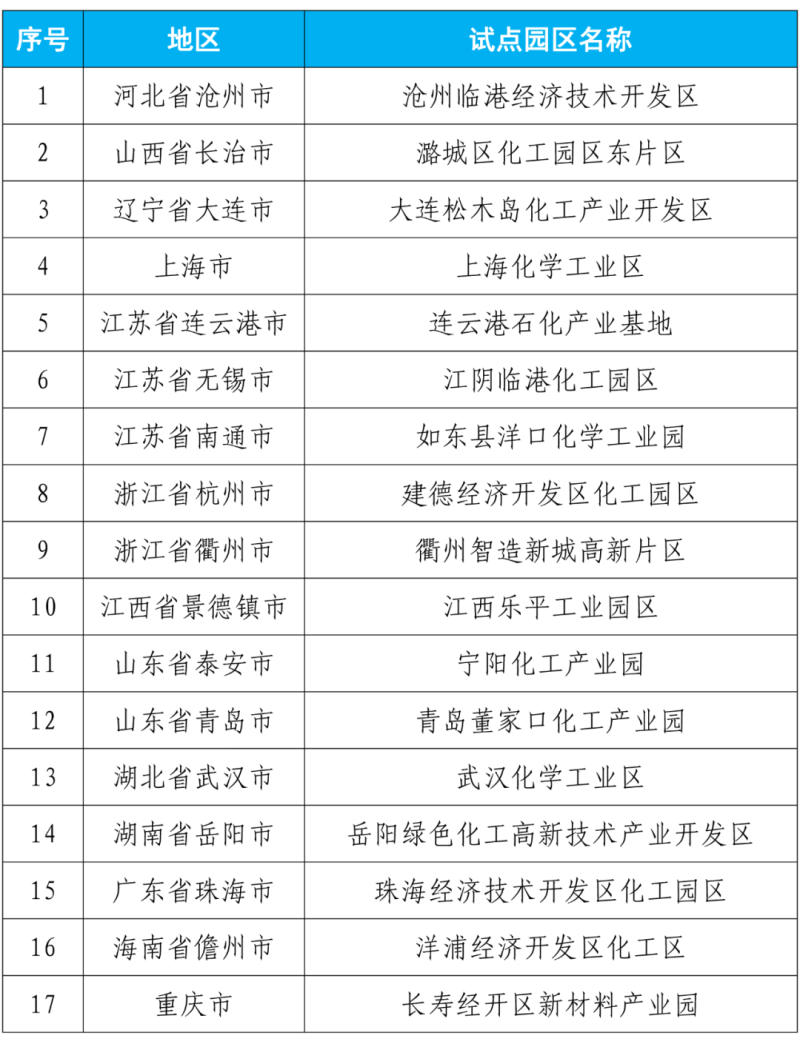 序号 地区 试点园区名称
1 河北省沧州市 沧州临港经济技术开发区
2 山西省长治市 潞城区化工园区东片区
3 辽宁省大连市 大连松木岛化工产业开发区
4 上海市 上海化学工业区
5 江苏省连云港市 连云港石化产业基地
6 江苏省无锡市 江阴临港化工园区
7 江苏省南通市 如东县洋口化学工业园
8 浙江省杭州市 建德经济开发区化工园区
9 浙江省衢州市 衢州智造新城高新片区
10 江西省景德镇市 江西乐平工业园区
11 山东省泰安市 宁阳化工产业园
12 山东省青岛市 青岛董家口化工产业园
13 湖北省武汉市 武汉化学工业区
14 湖南省岳阳市 岳阳绿色化工高新技术产业开发区
15 广东省珠海市 珠海经济技术开发区化工园区
16 海南省儋州市 洋浦经济开发区化工区
17 重庆市 长寿经开区新材料产业园